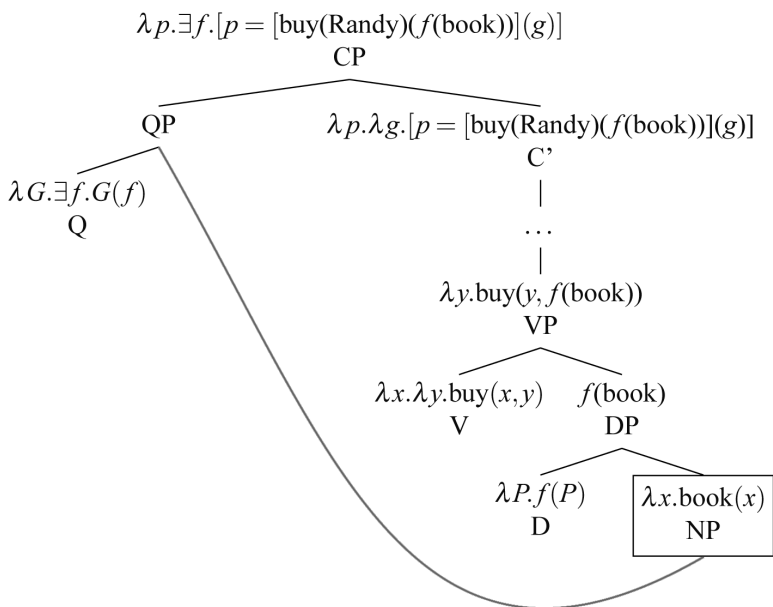 λp.∃f.[p = [buy(Randy)(f(book))](g)]
CP
QP
λp.λg.[p = [buy(Randy)(f(book))](g)]
C’
λG.∃f.G(f)
Q
…
λy.buy(y, f(book))
VP
λx.λy.buy(x,y)
V
f(book)
DP
λP.f(P)
D
λx.book(x)
NP